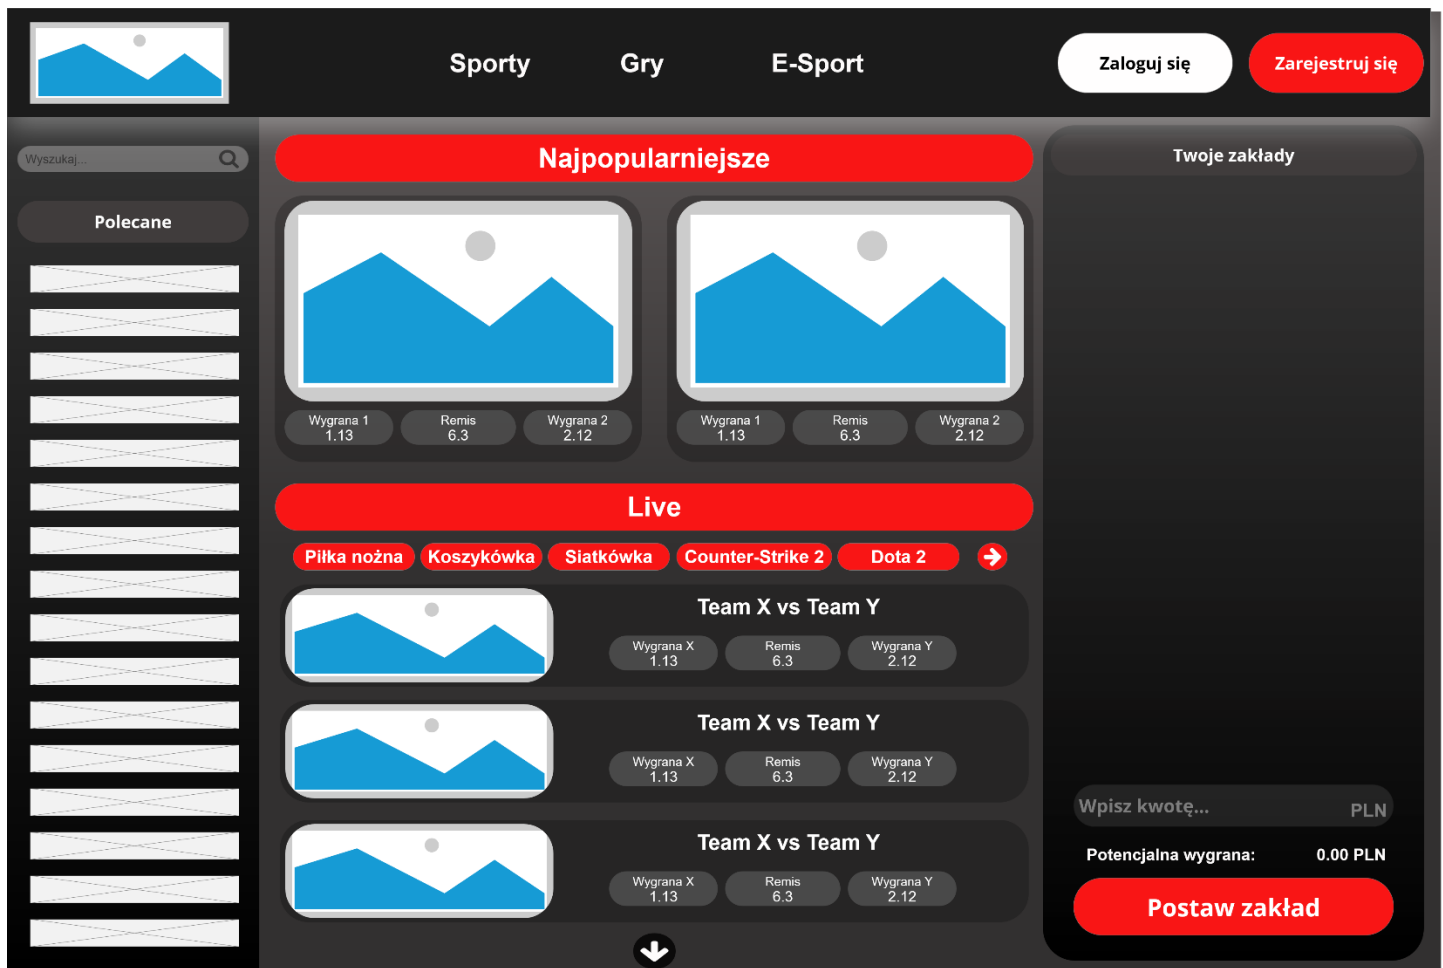 Sporty
Gry
E-Sport
Zaloguj się
Zarejestruj się
Wyszukaj...
Polecane
Najpopularniejsze
Wygrana 1
1.13
Remis
6.3
Wygrana 2
2.12
Wygrana 1
1.13
Remis
6.3
Wygrana 2
2.12
Live
Piłka nożna
Koszykówka
Siatkówka
Counter-Strike 2
Dota 2
Team X vs Team Y
Wygrana X
1.13
Remis
6.3
Wygrana Y
2.12
Team X vs Team Y
Wygrana X
1.13
Remis
6.3
Wygrana Y
2.12
Team X vs Team Y
Wygrana X
1.13
Remis
6.3
Wygrana Y
2.12
Twoje zakłady
Wpisz kwotę... PLN
Potencjalna wygrana: 0.00 PLN
Postaw zakład